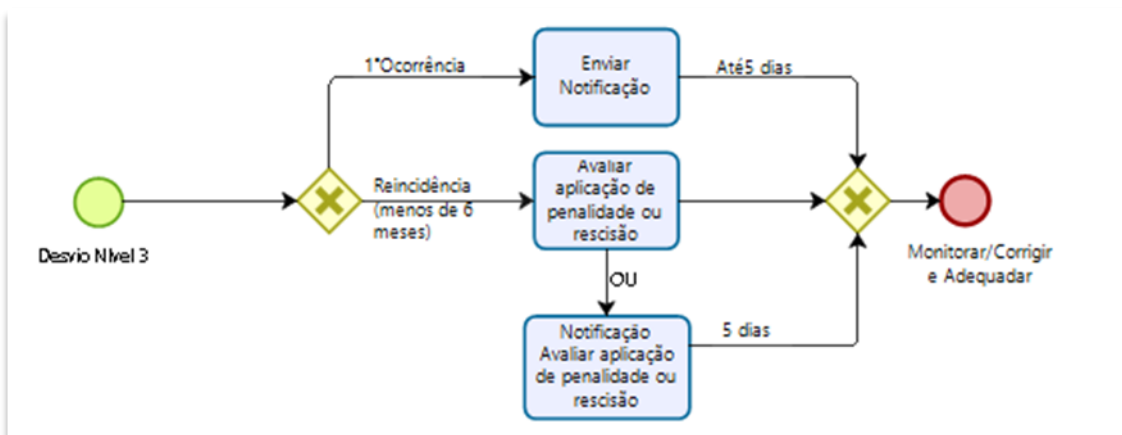 1°Ocorrência
Enviar
Notificação
Até5 dias
Desvio Nível 3
Reincidência
(menos de 6
meses)
Avaliar
aplicação de
penalidade ou
rescisão
OU
Notificação
Avaliar aplicação
de penalidade ou
rescisão
5 dias
Monitorar/Corrigir
e Adequadar